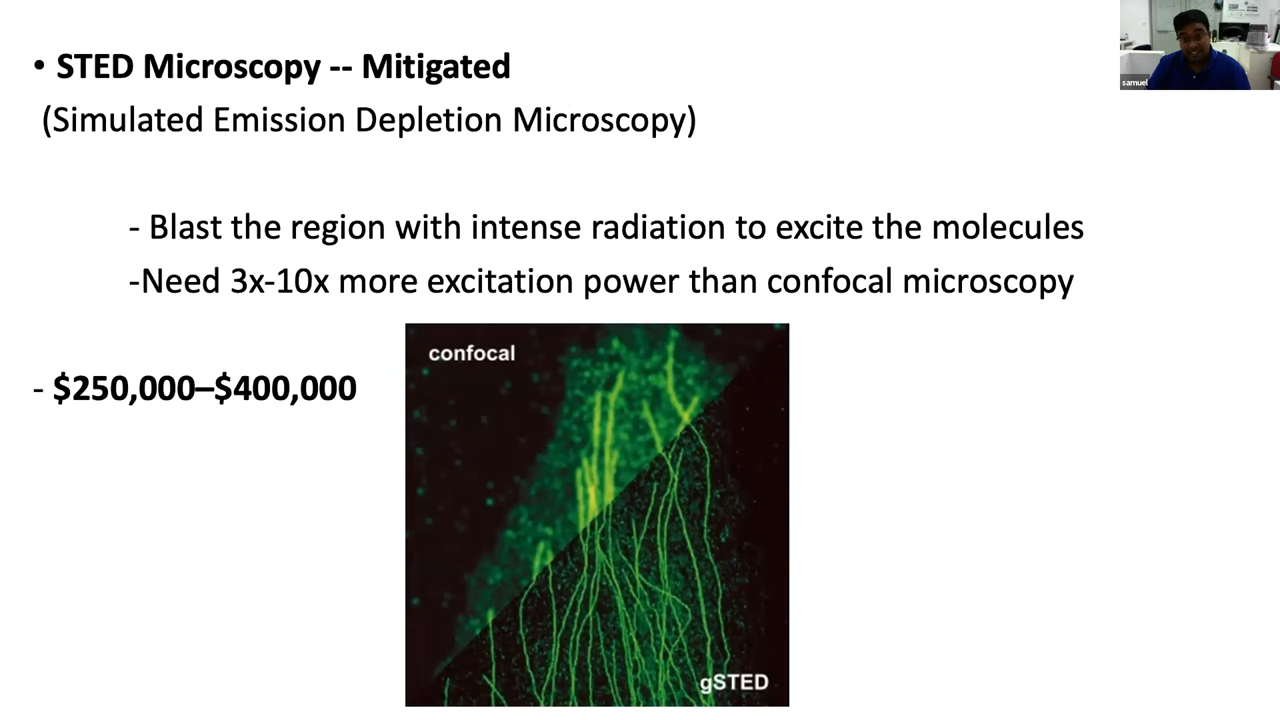 • STED Microscopy -- Mitigated
(Simulated Emission Depletion Microscopy)
- Blast the region with intense radiation to excite the molecules
-Need 3x-10x more excitation power than confocal microscopy
- $250,000–$400,000
confocal
gSTED
samuel